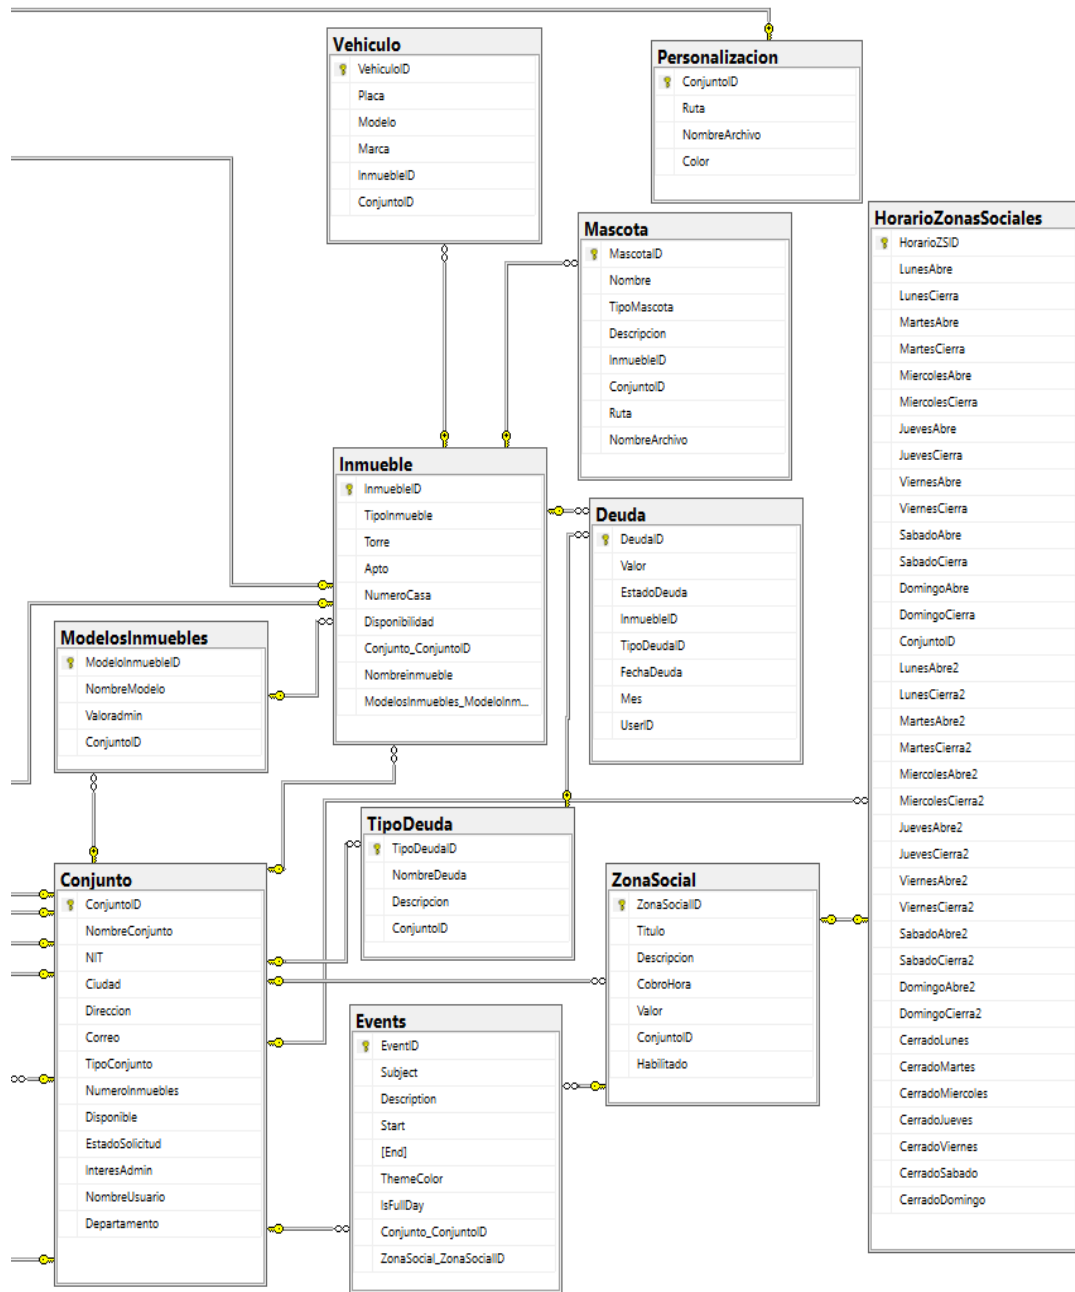 Vehiculo
VehiculoID
Placa
Modelo
Marca
InmuebleID
ConjuntoID
Personalizacion
ConjuntoID
Ruta
NombreArchivo
Color
Mascota
MascotaID
Nombre
TipoMascota
Descripcion
InmuebleID
ConjuntoID
Ruta
NombreArchivo
HorarioZonasSociales
HorarioZSID
LunesAbre
LunesCierra
MartesAbre
MartesCierra
MiercolesAbre
MiercolesCierra
JuevesAbre
JuevesCierra
ViernesAbre
ViernesCierra
SabadoAbre
SabadoCierra
DomingoAbre
DomingoCierra
ConjuntoID
LunesAbre2
LunesCierra2
MartesAbre2
MartesCierra2
MiercolesAbre2
MiercolesCierra2
JuevesAbre2
JuevesCierra2
ViernesAbre2
ViernesCierra2
SabadoAbre2
SabadoCierra2
DomingoAbre2
DomingoCierra2
CerradoLunes
CerradoMartes
CerradoMiercoles
CerradoJueves
CerradoViernes
CerradoSabado
CerradoDomingo
Inmueble
InmuebleID
TipoInmueble
Torre
Apto
NumeroCasa
Disponibilidad
Conjunto_ConjuntoID
Nombreinmueble
ModelosInmuebles_ModeloInm...
Deuda
DeudaID
Valor
EstadoDeuda
InmuebleID
TipoDeudaID
FechaDeuda
Mes
UserID
ModelosInmuebles
ModeloInmuebleID
NombreModelo
Valoradmin
ConjuntoID
TipoDeuda
TipoDeudaID
NombreDeuda
Descripcion
ConjuntoID
Conjunto
ConjuntoID
NombreConjunto
NIT
Ciudad
Direccion
Correo
TipoConjunto
NumeroInmuebles
Disponible
EstadoSolicitud
InteresAdmin
NombreUsuario
Departamento
ZonaSocial
ZonaSocialID
Titulo
Descripcion
CobroHora
Valor
ConjuntoID
Habilitado
Events
EventID
Subject
Description
Start
[End]
ThemeColor
IsFullDay
Conjunto_ConjuntoID
ZonaSocial_ZonaSocialID